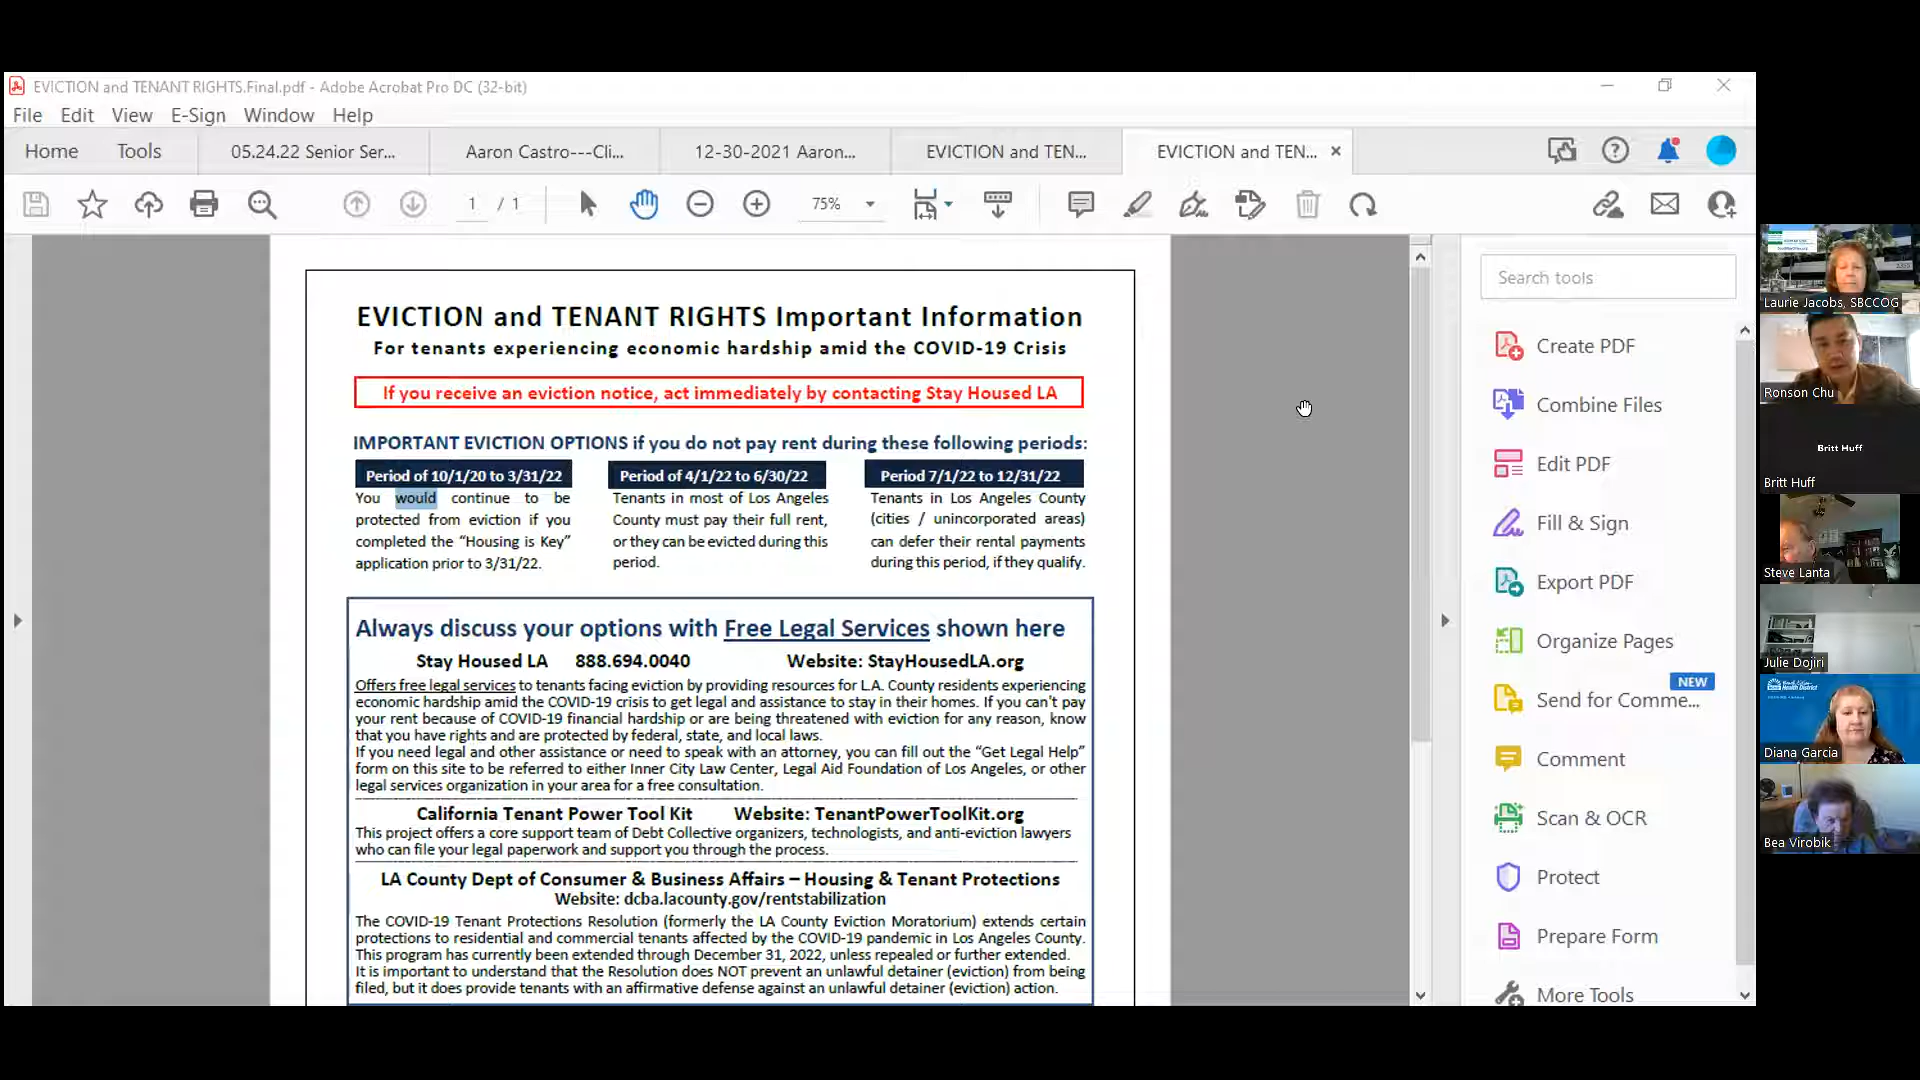 EVICTION and TENANT RIGHTS.Final.pdf - Adobe Acrobat Pro DC (32-bit)
File Edit View E-Sign Window Help
Home Tools 05.24.22 Senior Ser... Aaron Castro---Cli... 12-30-2021 Aaron... EVICTION and TEN... EVICTION and TEN...
1 / 1 75%
EVICTION and TENANT RIGHTS Important Information
For tenants experiencing economic hardship amid the COVID-19 Crisis
If you receive an eviction notice, act immediately by contacting Stay Housed LA
IMPORTANT EVICTION OPTIONS if you do not pay rent during these following periods:
Period of 10/1/20 to 3/31/22
You would continue to be
protected from eviction if you
completed the “Housing is Key”
application prior to 3/31/22.
Period of 4/1/22 to 6/30/22
Tenants in most of Los Angeles
County must pay their full rent,
or they can be evicted during this
period.
Period 7/1/22 to 12/31/22
Tenants in Los Angeles County
(cities / unincorporated areas)
can defer their rental payments
during this period, if they qualify.
Always discuss your options with Free Legal Services shown here
Stay Housed LA 888.694.0040 Website: StayHousedLA.org
Offers free legal services to tenants facing eviction by providing resources for L.A. County residents experiencing
economic hardship amid the COVID-19 crisis to get legal and assistance to stay in their homes. If you can't pay
your rent because of COVID-19 financial hardship or are being threatened with eviction for any reason, know
that you have rights and are protected by federal, state, and local laws.
If you need legal and other assistance or need to speak with an attorney, you can fill out the “Get Legal Help”
form on this site to be referred to either Inner City Law Center, Legal Aid Foundation of Los Angeles, or other
legal services organization in your area for a free consultation.
California Tenant Power Tool Kit Website: TenantPowerToolKit.org
This project offers a core support team of Debt Collective organizers, technologists, and anti-eviction lawyers
who can file your legal paperwork and support you through the process.
LA County Dept of Consumer & Business Affairs – Housing & Tenant Protections
Website: dcba.lacounty.gov/rentstabilization
The COVID-19 Tenant Protections Resolution (formerly the LA County Eviction Moratorium) extends certain
protections to residential and commercial tenants affected by the COVID-19 pandemic in Los Angeles County.
This program has currently been extended through December 31, 2022, unless repealed or further extended.
It is important to understand that the Resolution does NOT prevent an unlawful detainer (eviction) from being
filed, but it does provide tenants with an affirmative defense against an unlawful detainer (eviction) action.
Search tools
Create PDF
Combine Files
Edit PDF
Fill & Sign
Export PDF
Organize Pages
NEW
Send for Comme...
Comment
Scan & OCR
Protect
Prepare Form
More Tools
Laurie Jacobs, SBCCOG
Ronson Chu
Britt Huff
Britt Huff
Steve Lanta
Julie Dojiri
Health District
Diana Garcia
Bea Virobik